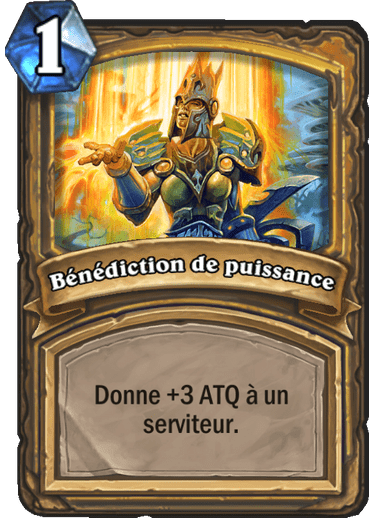 1
Bénédiction de puissance
Donne +3 ATQ à un
serviteur.